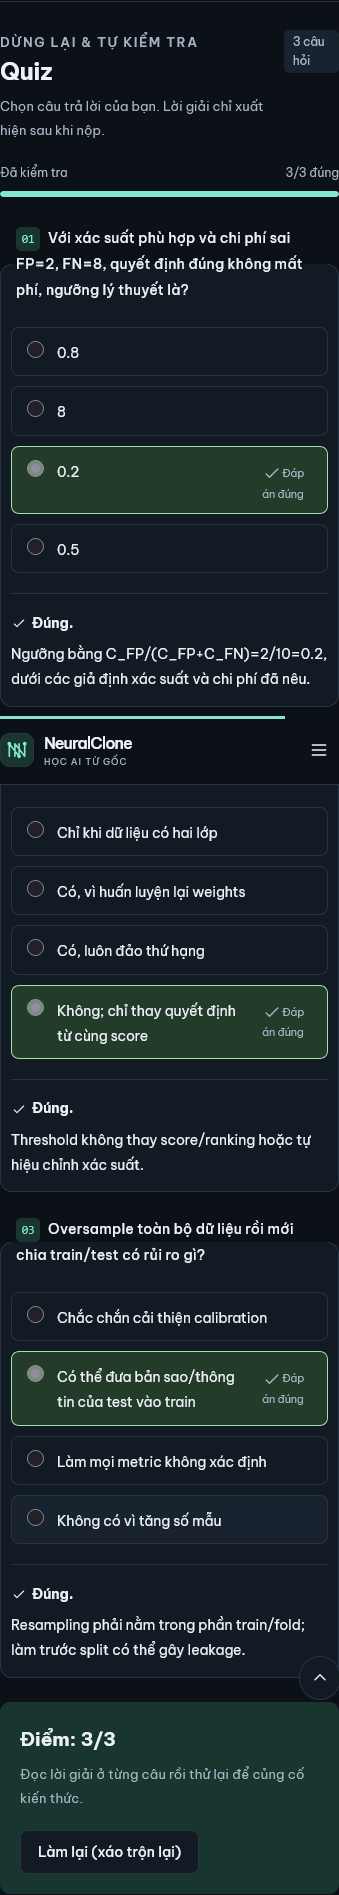 DỪNG LẠI & TỰ KIỂM TRA
3 câu
hỏi
Quiz
Chọn câu trả lời của bạn. Lời giải chỉ xuất
hiện sau khi nộp.
Đã kiểm tra
3/3 đúng
01 Với xác suất phù hợp và chi phí sai
FP=2, FN=8, quyết định đúng không mất
phí, ngưỡng lý thuyết là?
0.8
8
0.2
✓ Đáp
án đúng
0.5
✓ Đúng.
Ngưỡng bằng C_FP/(C_FP+C_FN)=2/10=0.2,
dưới các giả định xác suất và chi phí đã nêu.
NeuralClone
HỌC AI TỪ GỐC
Chỉ khi dữ liệu có hai lớp
Có, vì huấn luyện lại weights
Có, luôn đảo thứ hạng
Không; chỉ thay quyết định
từ cùng score
✓ Đáp
án đúng
✓ Đúng.
Threshold không thay score/ranking hoặc tự
hiệu chỉnh xác suất.
03 Oversample toàn bộ dữ liệu rồi mới
chia train/test có rủi ro gì?
Chắc chắn cải thiện calibration
Có thể đưa bản sao/thông
tin của test vào train
✓ Đáp
án đúng
Làm mọi metric không xác định
Không có vì tăng số mẫu
✓ Đúng.
Resampling phải nằm trong phần train/fold;
làm trước split có thể gây leakage.
Điểm: 3/3
Đọc lời giải ở từng câu rồi thử lại để củng cố
kiến thức.
Làm lại (xáo trộn lại)